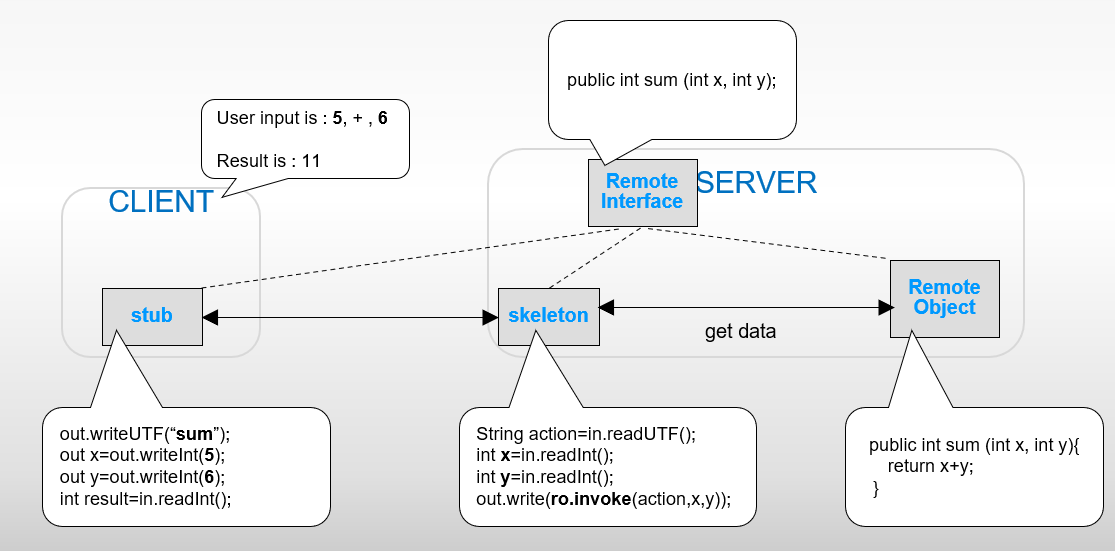 public int sum (int x, int y);
User input is : 5, + , 6
Result is : 11
CLIENT
SERVER
Remote
Interface
stub
skeleton
get data
Remote
Object
out.writeUTF(“sum”);
out x=out.writeInt(5);
out y=out.writeInt(6);
int result=in.readInt();
String action=in.readUTF();
int x=in.readInt();
int y=in.readInt();
out.write(ro.invoke(action,x,y));
public int sum (int x, int y){
return x+y;
}